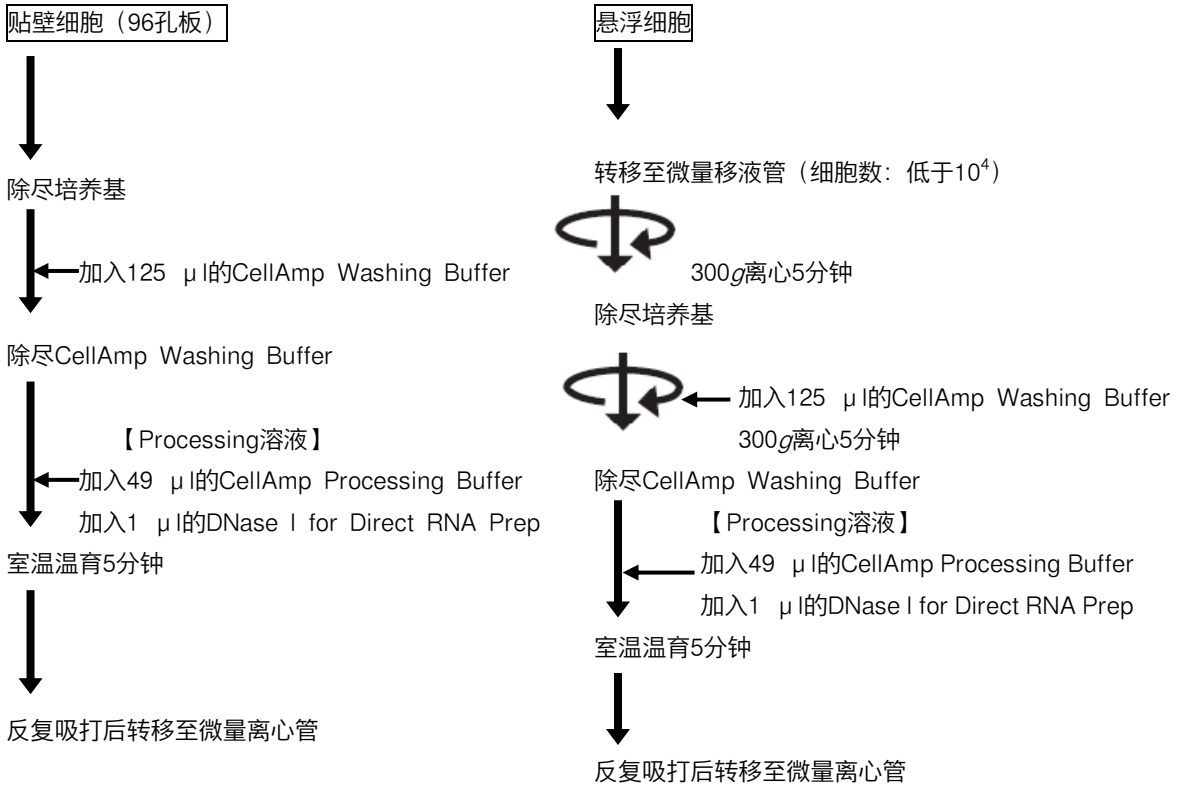 贴壁细胞（96孔板）
除尽培养基
加入125 μl的CellAmp Washing Buffer
除尽CellAmp Washing Buffer
【Processing溶液】
加入49 μl的CellAmp Processing Buffer
加入1 μl的DNase I for Direct RNA Prep
室温温育5分钟
反复吸打后转移至微量离心管
悬浮细胞
转移至微量移液管（细胞数：低于10⁴）
300g离心5分钟
除尽培养基
加入125 μl的CellAmp Washing Buffer
300g离心5分钟
除尽CellAmp Washing Buffer
【Processing溶液】
加入49 μl的CellAmp Processing Buffer
加入1 μl的DNase I for Direct RNA Prep
室温温育5分钟
反复吸打后转移至微量离心管